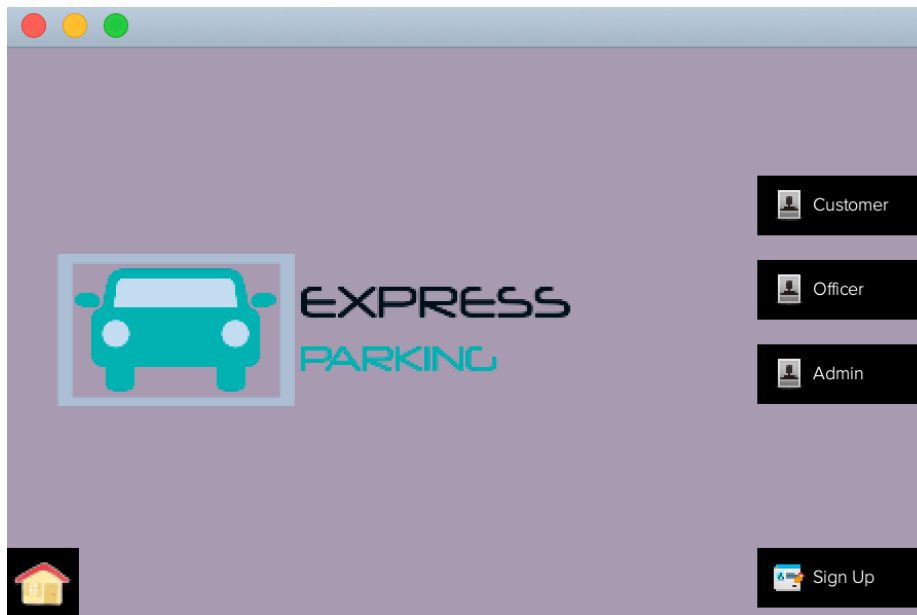 EXPRESS
PARKING
Customer
Officer
Admin
Sign Up